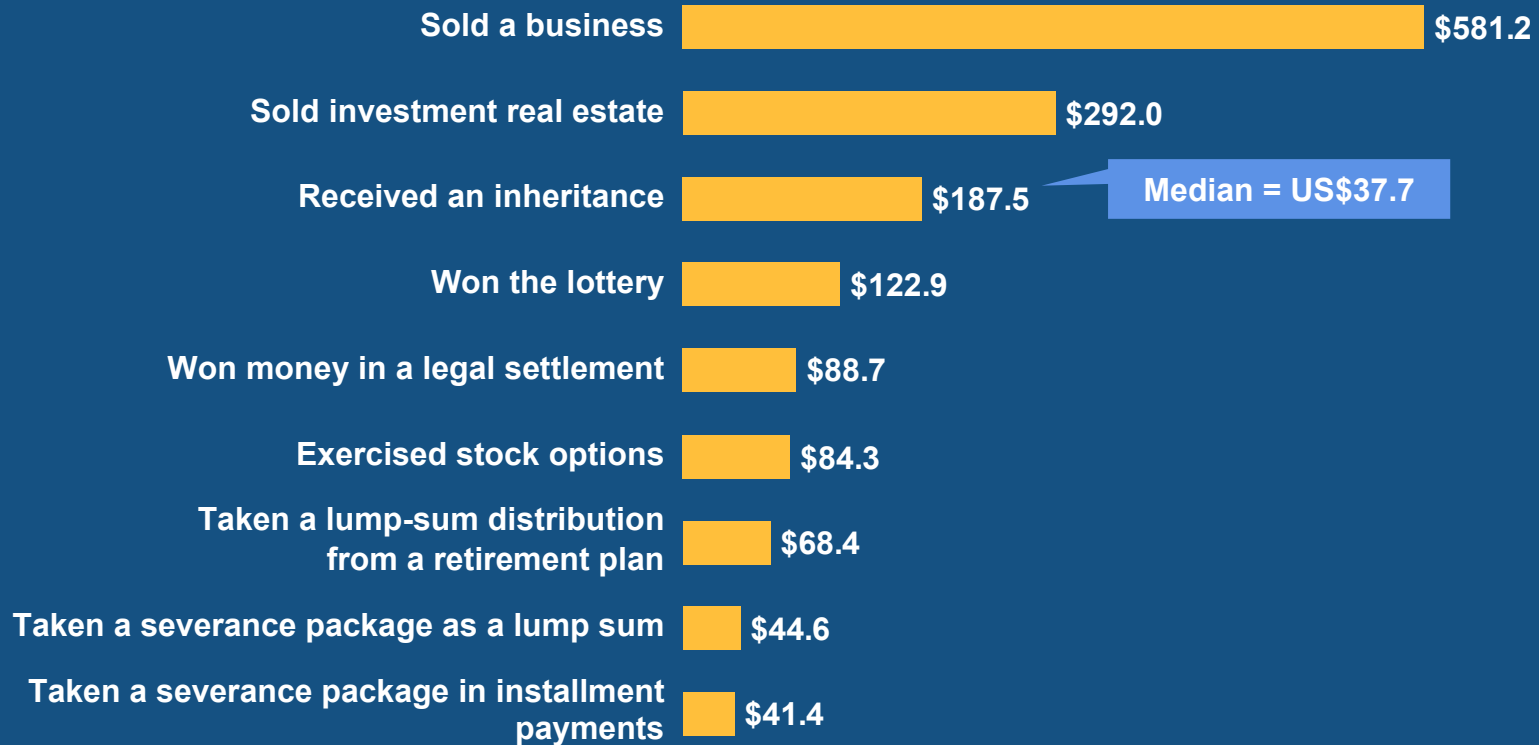 Sold a business $581.2
Sold investment real estate $292.0
Received an inheritance $187.5 Median = US$37.7
Won the lottery $122.9
Won money in a legal settlement $88.7
Exercised stock options $84.3
Taken a lump-sum distribution
from a retirement plan $68.4
Taken a severance package as a lump sum $44.6
Taken a severance package in installment
payments $41.4